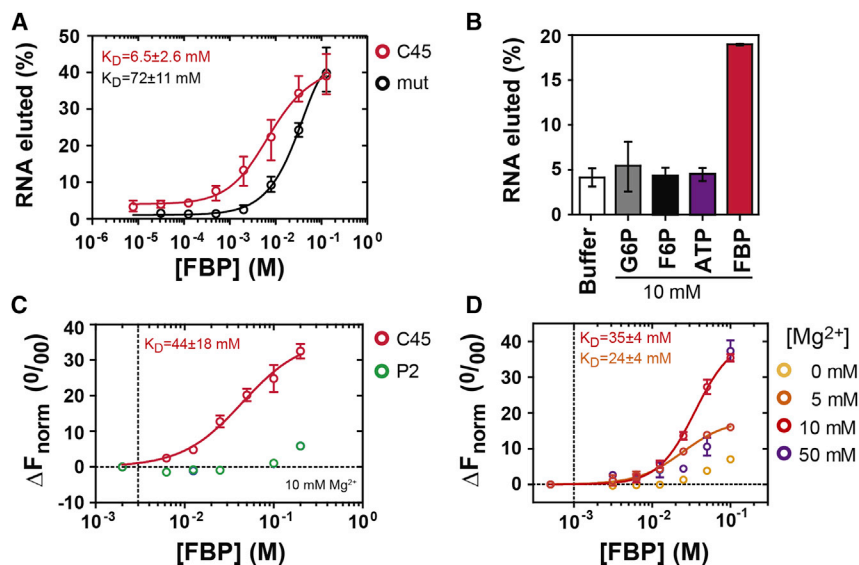 A
K_D=6.5±2.6 mM
K_D=72±11 mM
C45
mut
RNA eluted (%)
50
40
30
20
10
0
10^-6 10^-5 10^-4 10^-3 10^-2 10^-1 10^0
[FBP] (M)
B
RNA eluted (%)
20
15
10
5
0
Buffer
G6P
F6P
ATP
FBP
10 mM
C
K_D=44±18 mM
C45
P2
ΔF_norm (0/00)
40
30
20
10
0
-10
10 mM Mg²⁺
10^-3 10^-2 10^-1 10^0
[FBP] (M)
D
K_D=35±4 mM
K_D=24±4 mM
[Mg²⁺]
0 mM
5 mM
10 mM
50 mM
ΔF_norm (0/00)
40
30
20
10
0
10^-3 10^-2 10^-1
[FBP] (M)